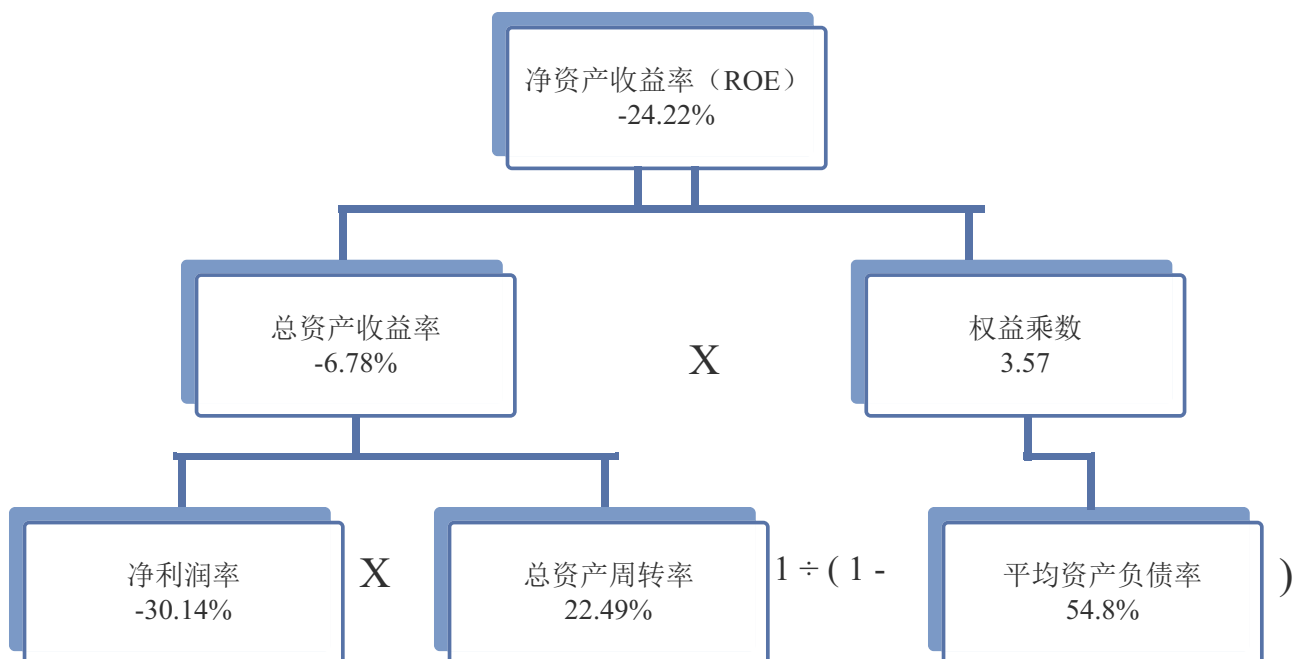 净资产收益率（ROE）
-24.22%
总资产收益率
-6.78%
X
权益乘数
3.57
净利润率
-30.14%
X
总资产周转率
22.49%
1 ÷ ( 1 -
平均资产负债率
54.8%
)